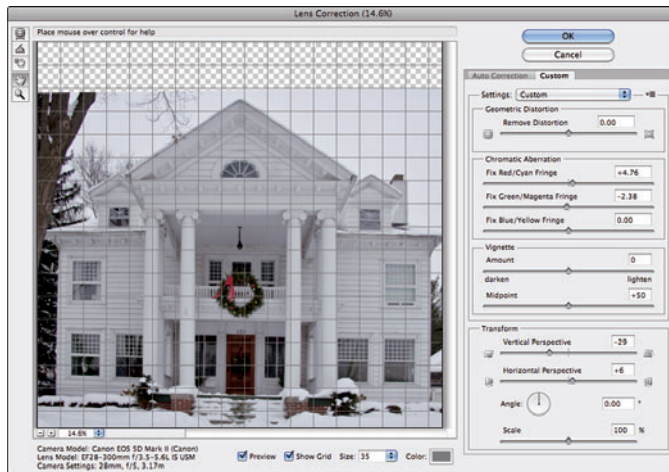 Lens Correction (14.6%)
Place mouse over control for help
OK
Cancel
Auto Correction Custom
Settings: Custom
Geometric Distortion
Remove Distortion 0.00
Chromatic Aberration
Fix Red/Cyan Fringe +4.76
Fix Green/Magenta Fringe -2.38
Fix Blue/Yellow Fringe 0.00
Vignette
Amount 0
darken lighten
Midpoint +50
Transform
Vertical Perspective -29
Horizontal Perspective +6
Angle: 0.00 °
Scale 100 %
14.6%
Camera Model: Canon EOS 5D Mark II (Canon)
Lens Model: EF28-300mm f/3.5-5.6L IS USM
Camera Settings: 28mm, f/5, 3.17m
Preview Show Grid Size: 35 Color: